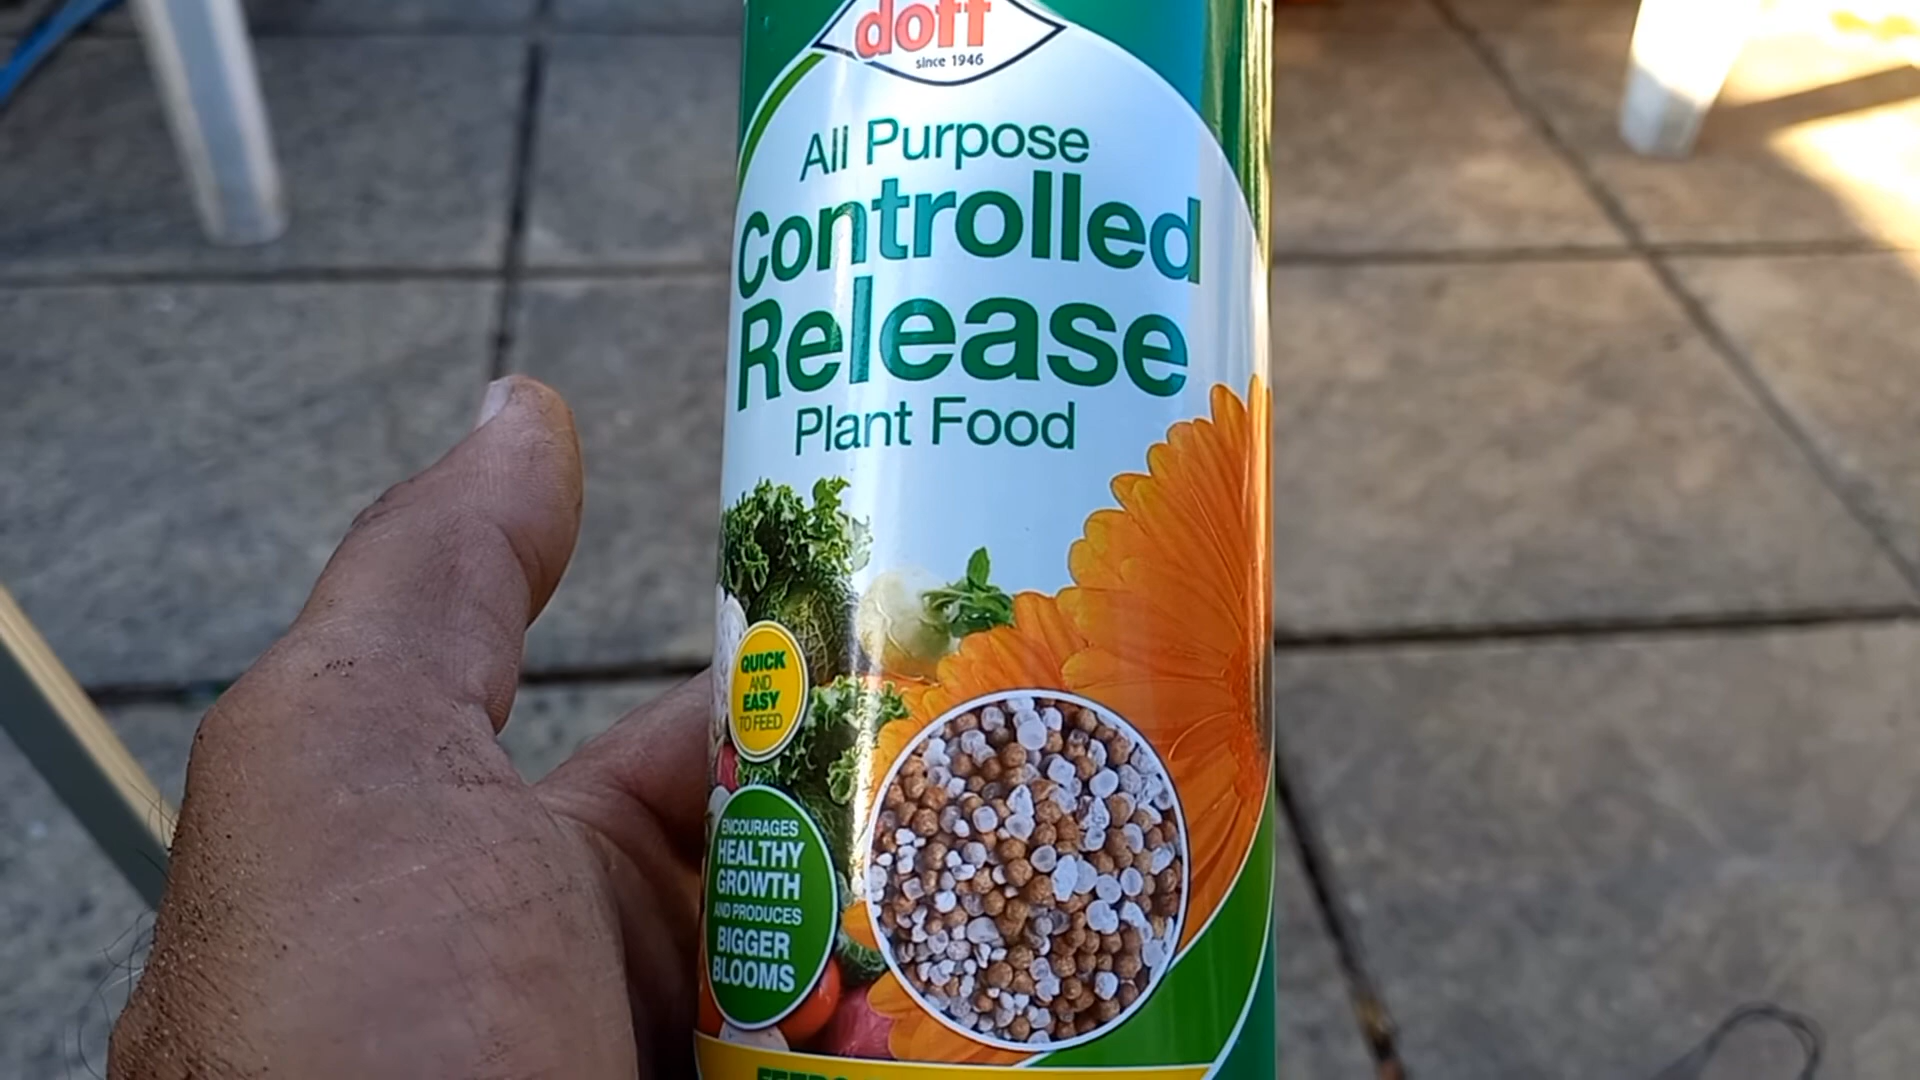 doff
since 1946
All Purpose
Controlled
Release
Plant Food
QUICK
AND
EASY
TO FEED
ENCOURAGES
HEALTHY
GROWTH
AND PRODUCES
BIGGER
BLOOMS